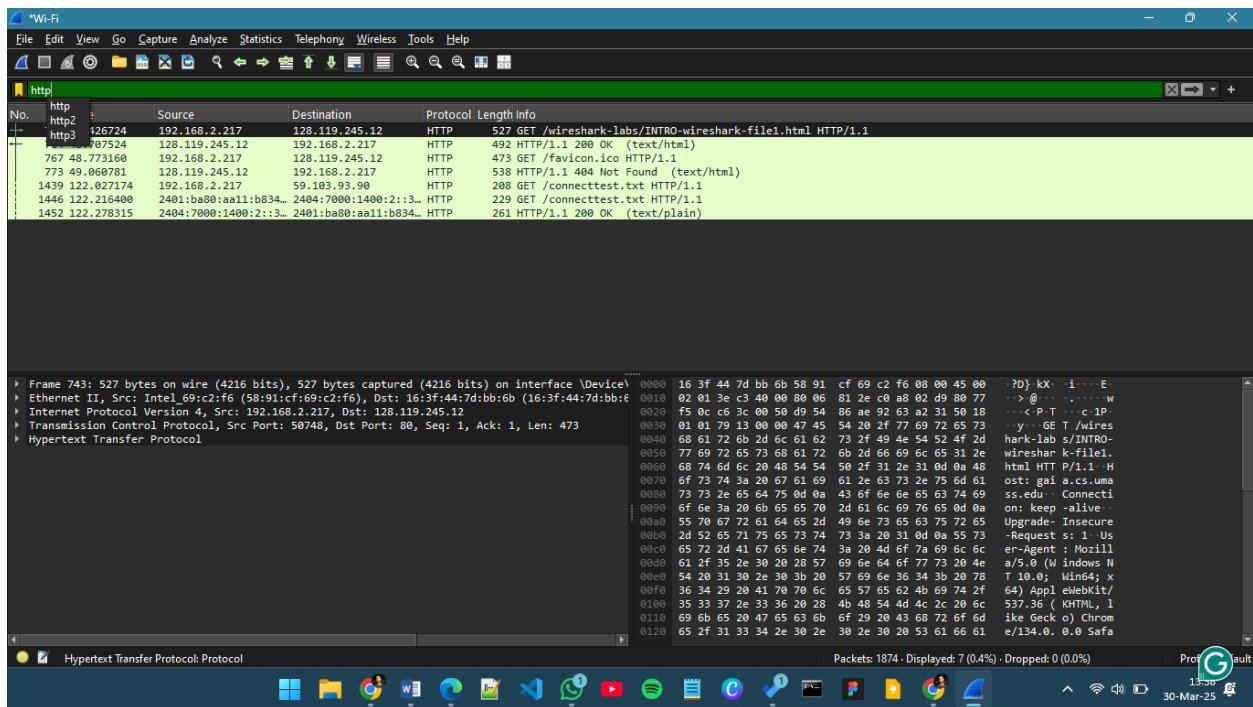 *Wi-Fi
File Edit View Go Capture Analyze Statistics Telephony Wireless Tools Help
http
http
http2
http3
No. Source Destination Protocol Length Info
426724 192.168.2.217 128.119.245.12 HTTP 527 GET /wireshark-labs/INTRO-wireshark-file1.html HTTP/1.1
707524 128.119.245.12 192.168.2.217 HTTP 492 HTTP/1.1 200 OK (text/html)
767 48.773160 192.168.2.217 128.119.245.12 HTTP 473 GET /favicon.ico HTTP/1.1
773 49.060781 128.119.245.12 192.168.2.217 HTTP 538 HTTP/1.1 404 Not Found (text/html)
1439 122.027174 192.168.2.217 59.103.93.90 HTTP 208 GET /connecttest.txt HTTP/1.1
1446 122.216400 2401:ba80:aa11:b834… 2404:7000:1400:2::3… HTTP 229 GET /connecttest.txt HTTP/1.1
1452 122.278315 2404:7000:1400:2::3… 2401:ba80:aa11:b834… HTTP 261 HTTP/1.1 200 OK (text/plain)
Frame 743: 527 bytes on wire (4216 bits), 527 bytes captured (4216 bits) on interface \Device\
Ethernet II, Src: Intel_69:c2:f6 (58:91:cf:69:c2:f6), Dst: 16:3f:44:7d:bb:6b (16:3f:44:7d:bb:6
Internet Protocol Version 4, Src: 192.168.2.217, Dst: 128.119.245.12
Transmission Control Protocol, Src Port: 50748, Dst Port: 80, Seq: 1, Ack: 1, Len: 473
Hypertext Transfer Protocol
0000 16 3f 44 7d bb 6b 58 91 cf 69 c2 f6 08 00 45 00 ·?D}·kX· ·i····E·
0010 02 01 3e c3 40 00 80 06 81 2e c0 a8 02 d9 80 77 ··>·@··· ·.·····w
0020 f5 0c c6 3c 00 50 d9 54 86 ae 92 63 a2 31 50 18 ···<·P·T ···c·1P·
0030 01 01 79 13 00 00 47 45 54 20 2f 77 69 72 65 73 ··y···GE T /wires
0040 68 61 72 6b 2d 6c 61 62 73 2f 49 4e 54 52 4f 2d hark-lab s/INTRO-
0050 77 69 72 65 73 68 61 72 6b 2d 66 69 6c 65 31 2e wireshar k-file1.
0060 68 74 6d 6c 20 48 54 54 50 2f 31 2e 31 0d 0a 48 html HTT P/1.1··H
0070 6f 73 74 3a 20 67 61 69 61 2e 63 73 2e 75 6d 61 ost: gai a.cs.uma
0080 73 73 2e 65 64 75 0d 0a 43 6f 6e 6e 65 63 74 69 ss.edu·· Connecti
0090 6f 6e 3a 20 6b 65 65 70 2d 61 6c 69 76 65 0d 0a on: keep -alive··
00a0 55 70 67 72 61 64 65 2d 49 6e 73 65 63 75 72 65 Upgrade- Insecure
00b0 2d 52 65 71 75 65 73 74 73 3a 20 31 0d 0a 55 73 -Request s: 1··Us
00c0 65 72 2d 41 67 65 6e 74 3a 20 4d 6f 7a 69 6c 6c er-Agent : Mozill
00d0 61 2f 35 2e 30 20 28 57 69 6e 64 6f 77 73 20 4e a/5.0 (W indows N
00e0 54 20 31 30 2e 30 3b 20 57 69 6e 36 34 3b 20 78 T 10.0; Win64; x
00f0 36 34 29 20 41 70 70 6c 65 57 65 62 4b 69 74 2f 64) Appl eWebKit/
0100 35 33 37 2e 33 36 20 28 4b 48 54 4d 4c 2c 20 6c 537.36 ( KHTML, l
0110 69 6b 65 20 47 65 63 6b 6f 29 20 43 68 72 6f 6d ike Geck o) Chrom
0120 65 2f 31 33 34 2e 30 2e 30 2e 30 20 53 61 66 61 e/134.0. 0.0 Safa
Hypertext Transfer Protocol: Protocol Packets: 1874 · Displayed: 7 (0.4%) · Dropped: 0 (0.0%)
30-Mar-25